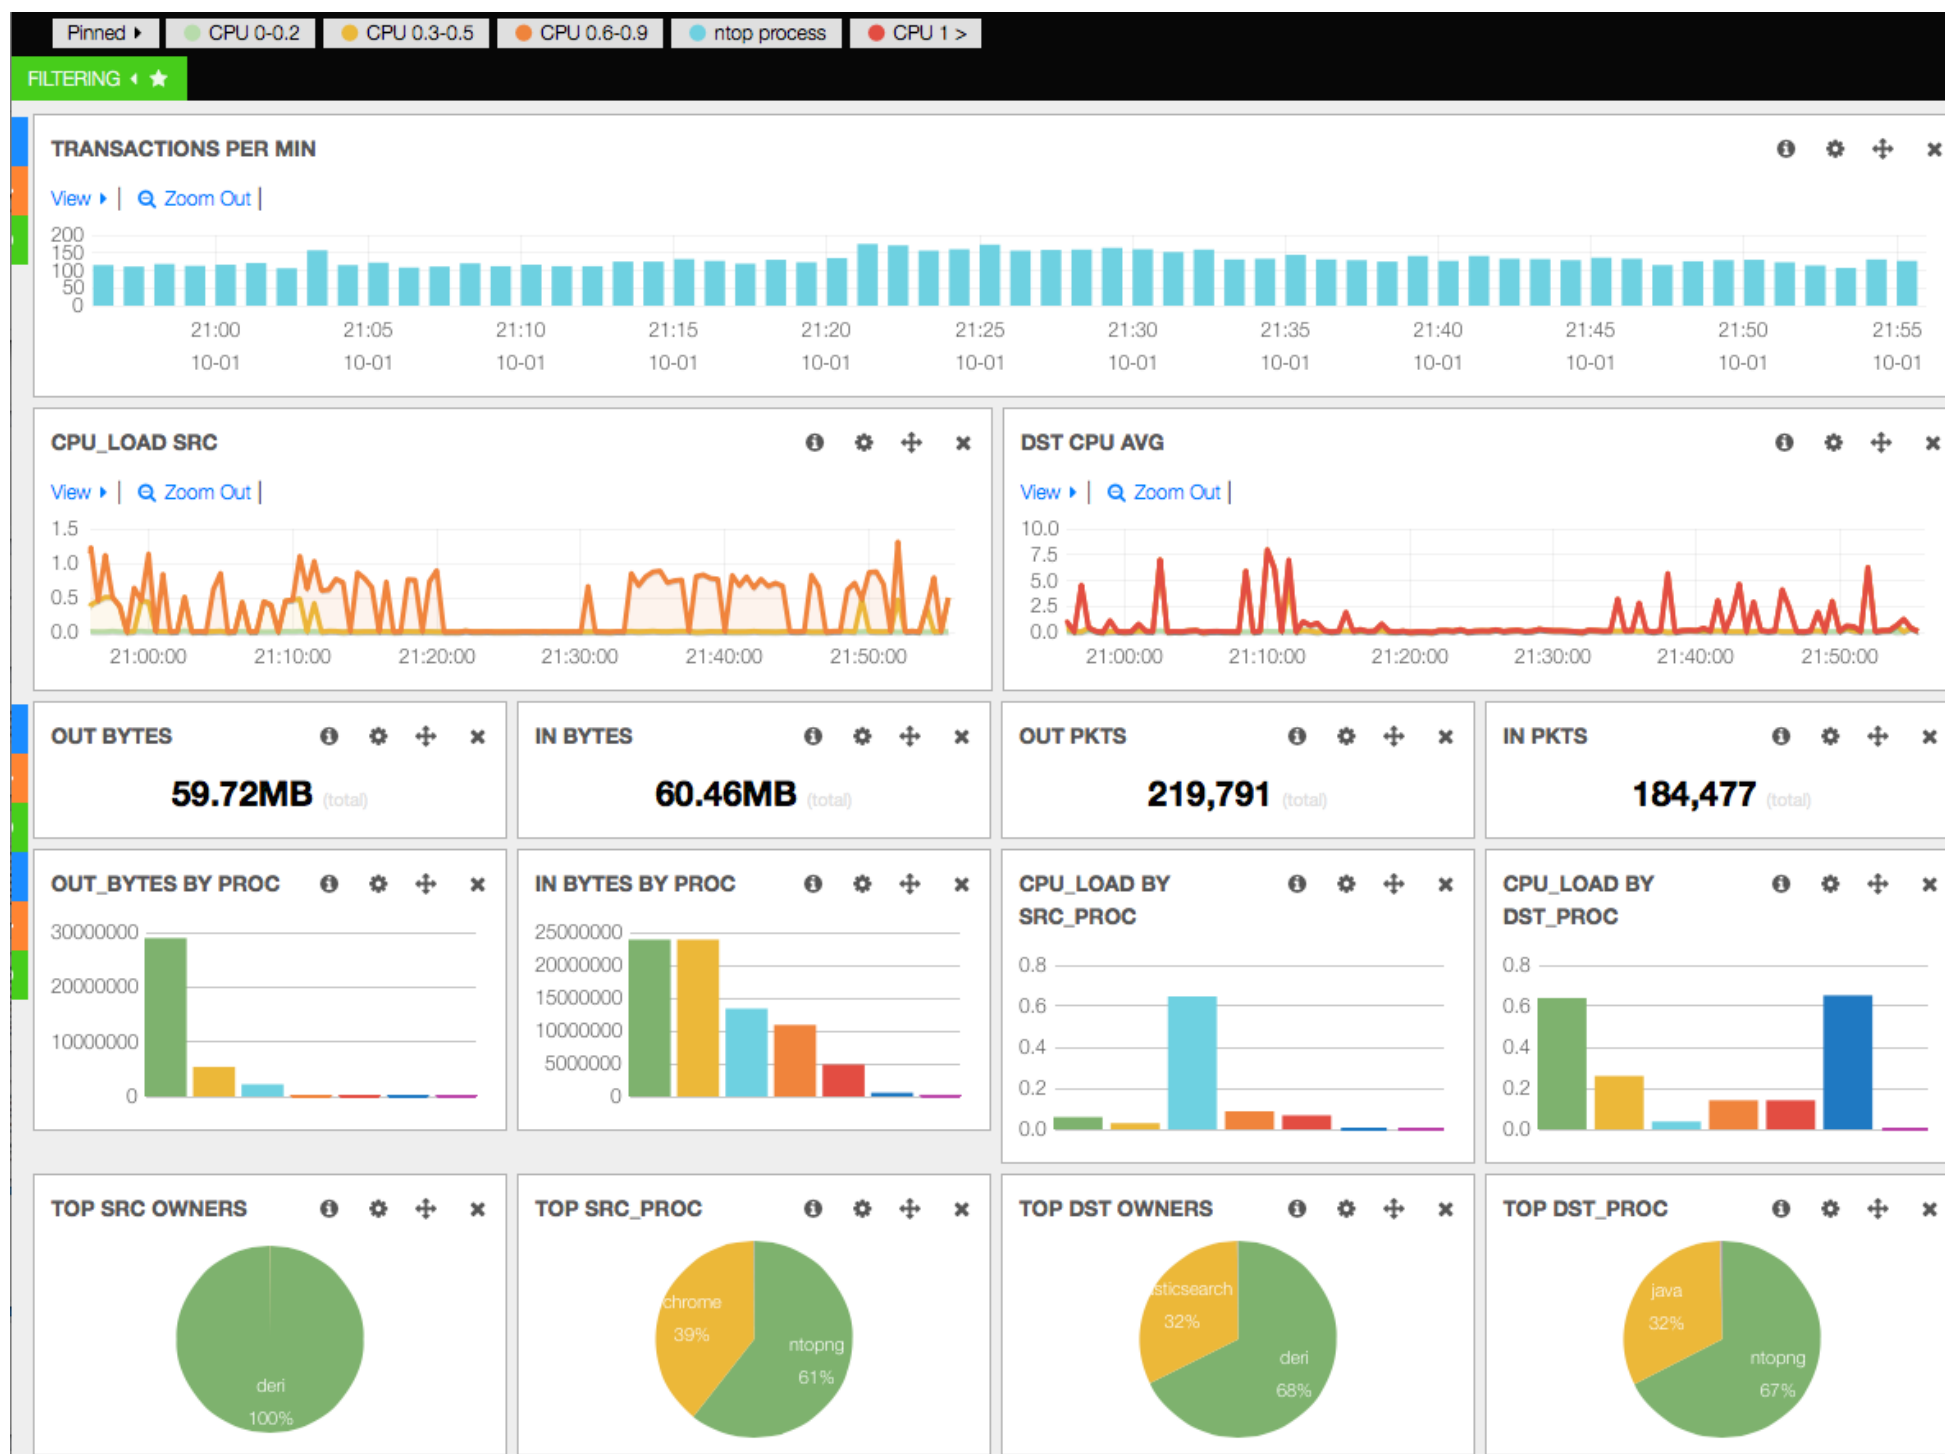 Pinned CPU 0-0.2 CPU 0.3-0.5 CPU 0.6-0.9 ntop process CPU 1 >
FILTERING
TRANSACTIONS PER MIN
View | Zoom Out |
200
150
100
50
0
21:00 21:05 21:10 21:15 21:20 21:25 21:30 21:35 21:40 21:45 21:50 21:55
10-01 10-01 10-01 10-01 10-01 10-01 10-01 10-01 10-01 10-01 10-01 10-01
CPU_LOAD SRC
View | Zoom Out |
1.5
1.0
0.5
0.0
21:00:00 21:10:00 21:20:00 21:30:00 21:40:00 21:50:00
DST CPU AVG
View | Zoom Out |
10.0
7.5
5.0
2.5
0.0
21:00:00 21:10:00 21:20:00 21:30:00 21:40:00 21:50:00
OUT BYTES
59.72MB (total)
IN BYTES
60.46MB (total)
OUT PKTS
219,791 (total)
IN PKTS
184,477 (total)
OUT_BYTES BY PROC
30000000
20000000
10000000
0
IN BYTES BY PROC
25000000
20000000
15000000
10000000
5000000
0
CPU_LOAD BY
SRC_PROC
0.8
0.6
0.4
0.2
0.0
CPU_LOAD BY
DST_PROC
0.8
0.6
0.4
0.2
0.0
TOP SRC OWNERS
deri
100%
TOP SRC_PROC
chrome
39%
ntopng
61%
TOP DST OWNERS
sticsearch
32%
deri
68%
TOP DST_PROC
java
32%
ntopng
67%